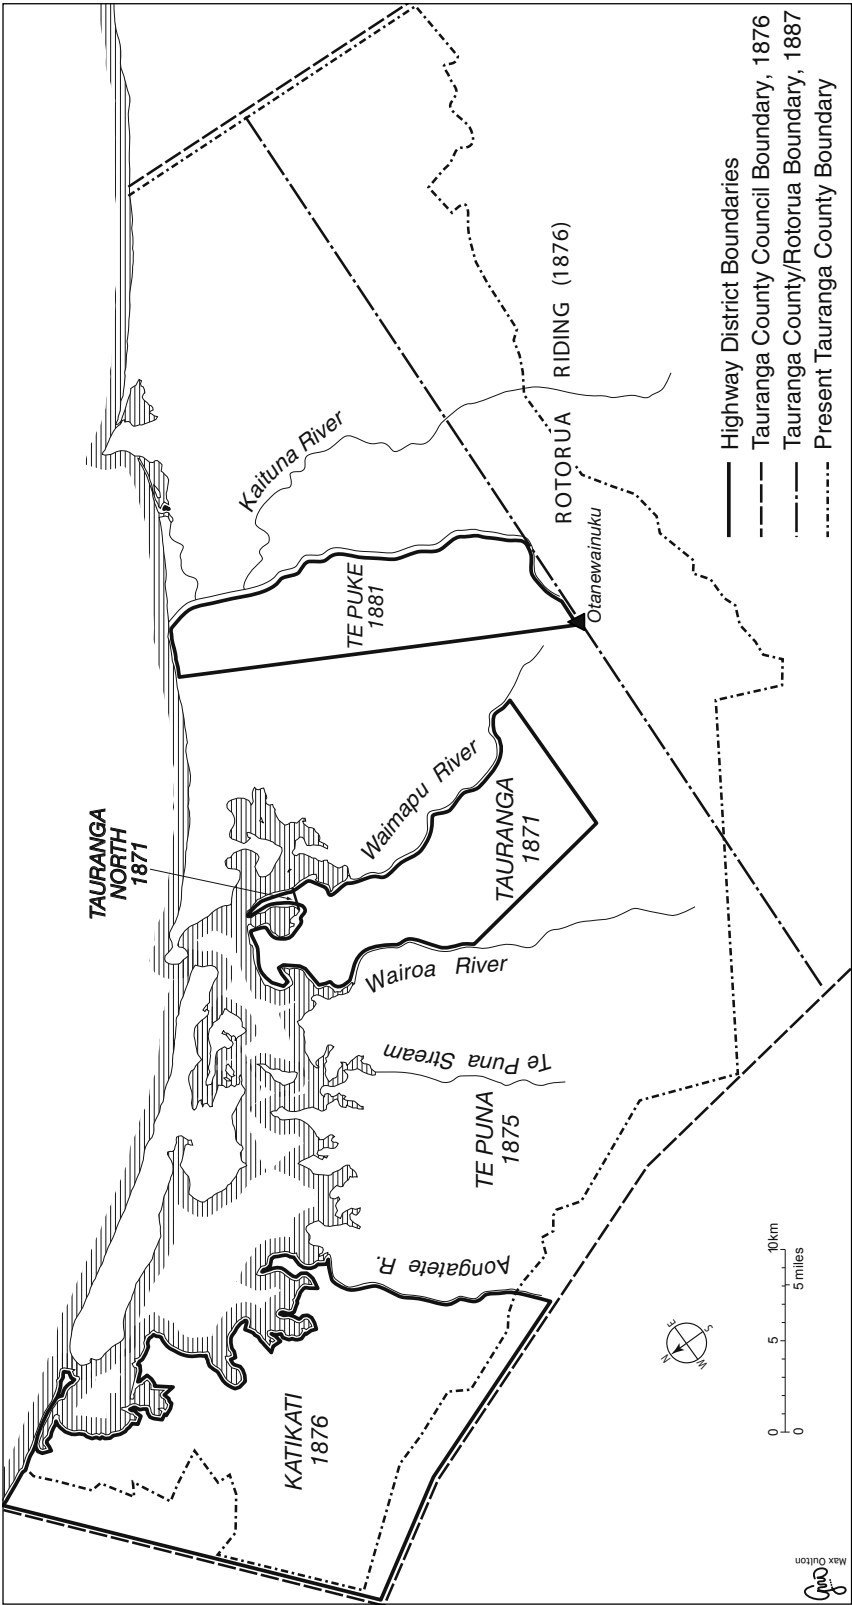 TAURANGA
NORTH
1871
KATIKATI
1876
Aongatete R.
TE PUNA
1875
Te Puna Stream
Wairoa River
TAURANGA
1871
Waimapu River
TE PUKE
1881
Kaituna River
Otanewainuku
ROTORUA RIDING (1876)
N
E
S
W
0 5 10km
0 5 miles
Highway District Boundaries
Tauranga County Council Boundary, 1876
Tauranga County/Rotorua Boundary, 1887
Present Tauranga County Boundary
Max Oulton